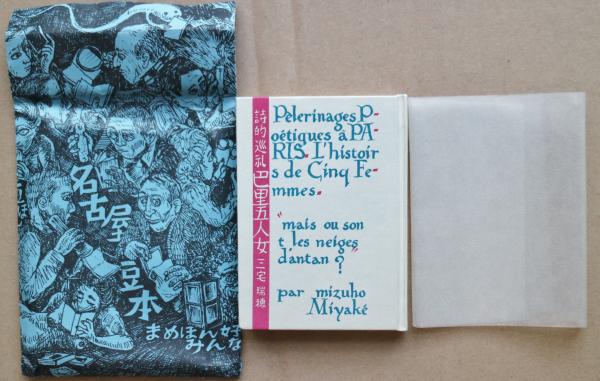 名古屋
豆本
まめほん好
みんな
詩的巡礼 巴里五人女 三宅瑞穂
Pèlerinages P-
oétiques à PA-
RIS. L'histoir
s de Cinq Fe-
mmes.
"mais ou son
t les neiges"
d'antan ?
par mizuho
Miyaké